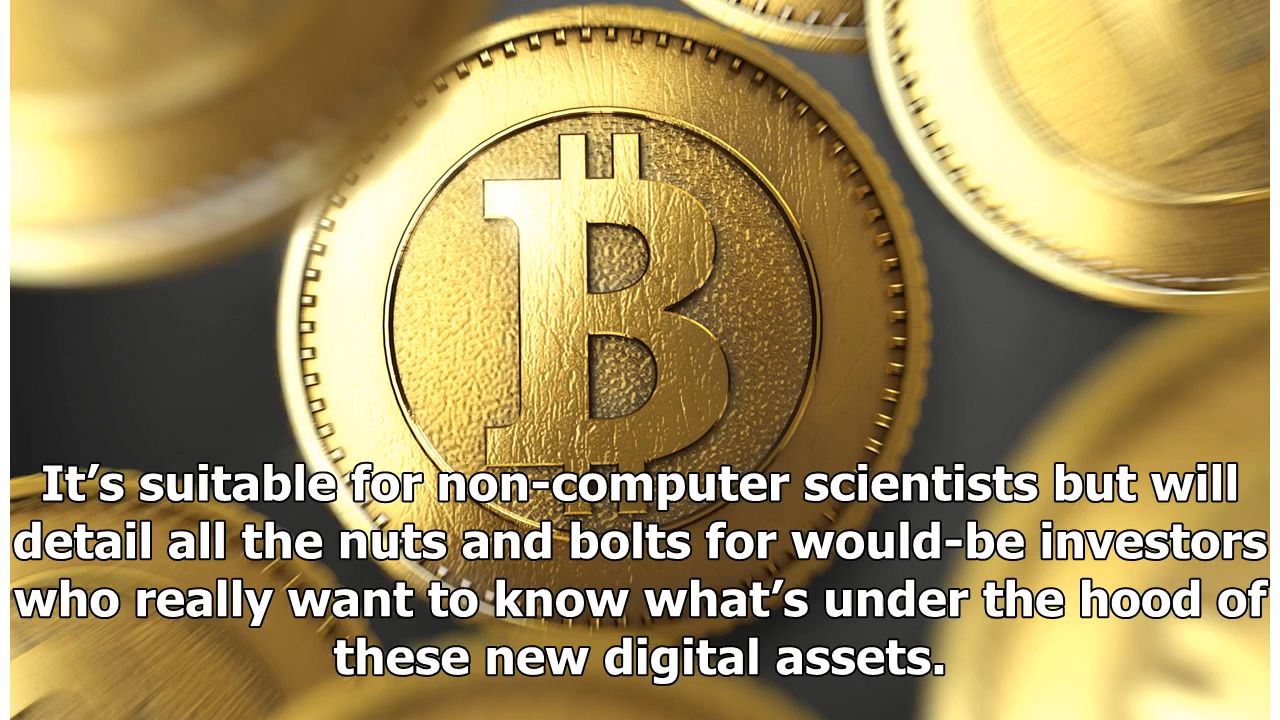 It’s suitable for non-computer scientists but will
detail all the nuts and bolts for would-be investors
who really want to know what’s under the hood of
these new digital assets.